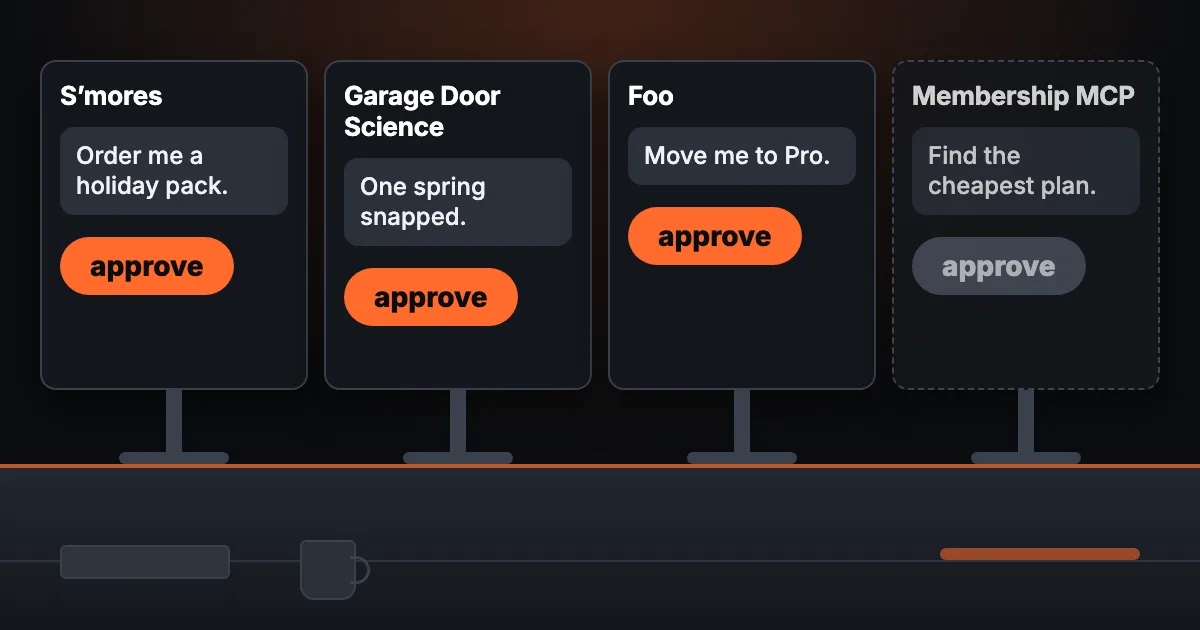 S’mores
Order me a
holiday pack.
approve
Garage Door
Science
One spring
snapped.
approve
Foo
Move me to Pro.
approve
Membership MCP
Find the
cheapest plan.
approve